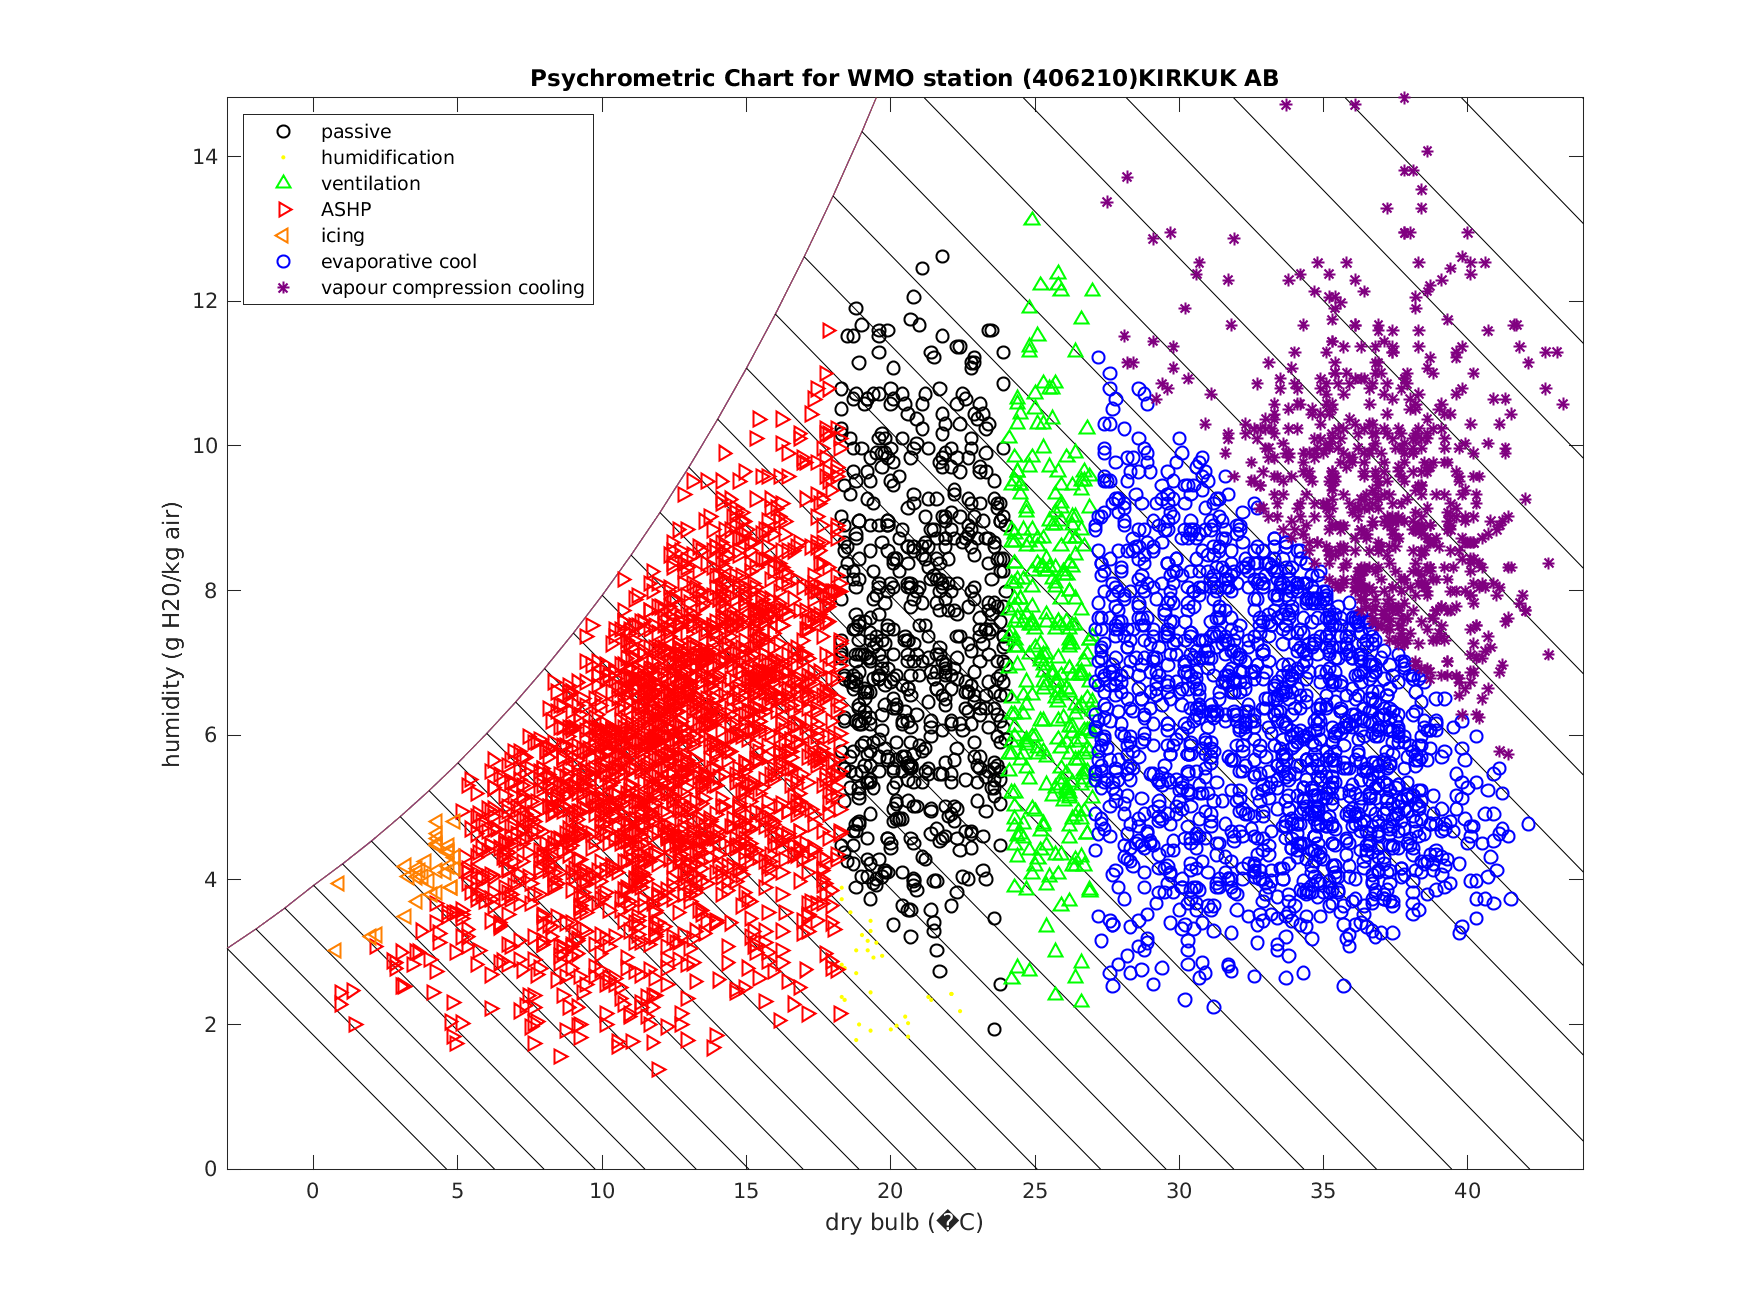 Psychrometric Chart for WMO station (406210)KIRKUK AB
passive
humidification
ventilation
ASHP
icing
evaporative cool
vapour compression cooling
humidity (g H20/kg air)
14
12
10
8
6
4
2
0
0 5 10 15 20 25 30 35 40
dry bulb (�C)